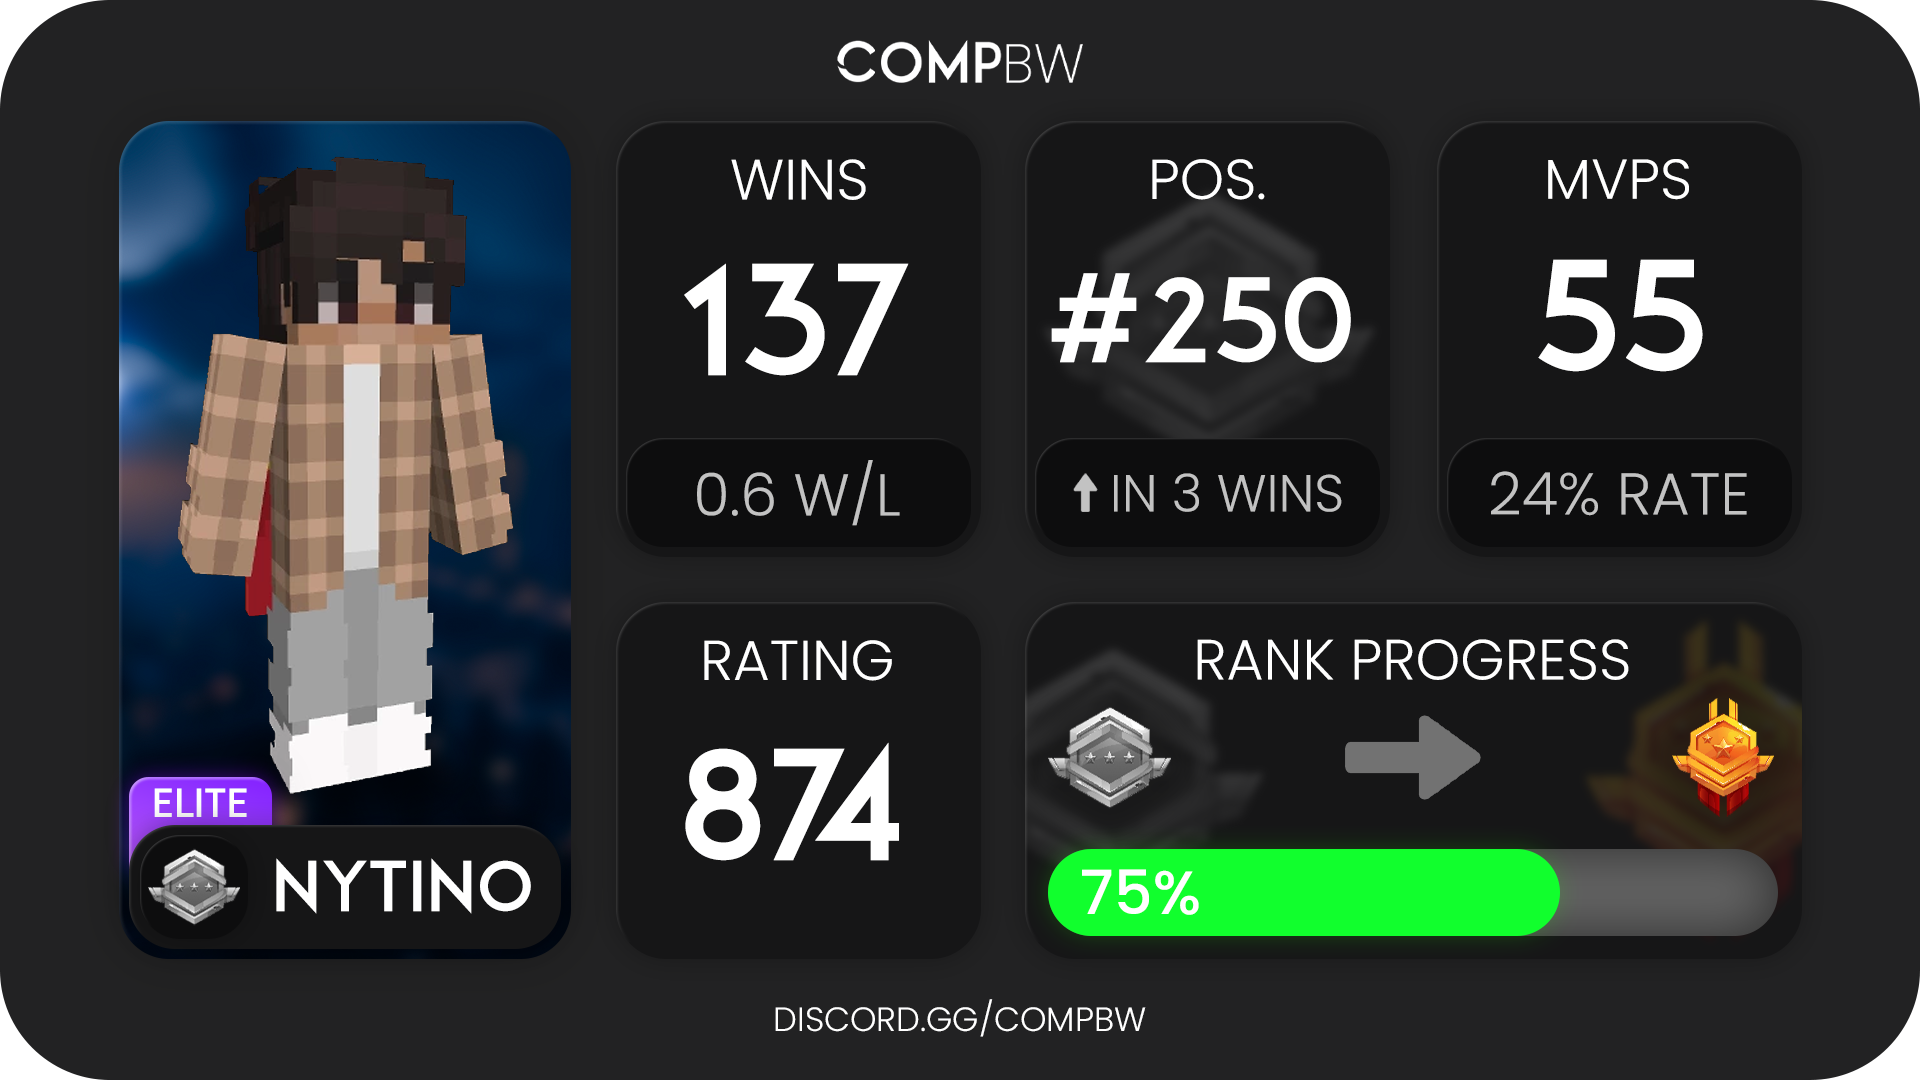 COMPBW
WINS
137
0.6 W/L
POS.
#250
IN 3 WINS
MVPS
55
24% RATE
ELITE
NYTINO
RATING
874
RANK PROGRESS
75%
DISCORD.GG/COMPBW